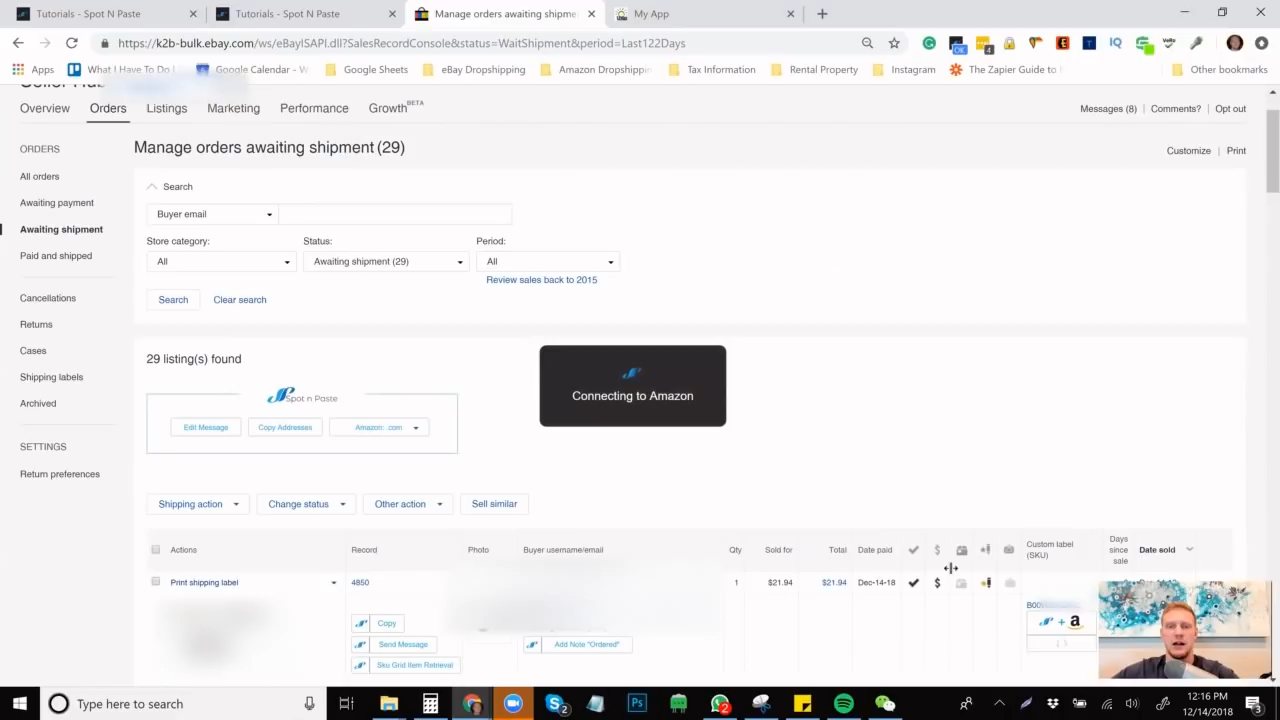 Tutorials - Spot N Paste
Tutorials - Spot N Paste
Manage orders awaiting shipme
My App
https://k2b-bulk.ebay.com/ws/eBayISAPI.dll?SalesRecordConsole&status=WaitShipment&period=Last122Days
Apps What I Have To Do Google Calendar - W Google Sheets eBay Dropshipping Amazon Dropshippin Tax Information Rental Property Instagram The Zapier Guide to Other bookmarks
Overview Orders Listings Marketing Performance Growth BETA Messages (8) | Comments? | Opt out
ORDERS
All orders
Awaiting payment
Awaiting shipment
Paid and shipped
Cancellations
Returns
Cases
Shipping labels
Archived
SETTINGS
Return preferences
Manage orders awaiting shipment (29)
Customize | Print
Search
Buyer email
Store category: Status: Period:
All Awaiting shipment (29) All
Review sales back to 2015
Search Clear search
29 listing(s) found
Spot n Paste
Edit Message Copy Addresses Amazon: .com
Connecting to Amazon
Shipping action Change status Other action Sell similar
Actions Record Photo Buyer username/email Qty Sold for Total Date paid $ Custom label (SKU) Days since sale Date sold
Print shipping label 4850 1 $21.94 $21.94 Dec-14-18 $
Copy
Send Message Add Note "Ordered"
Sku Grid Item Retrieval
+ a
{ }
Type here to search
12:16 PM
12/14/2018